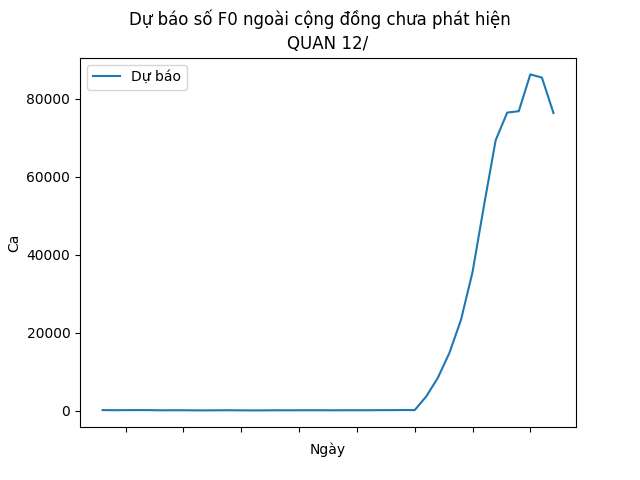 Dự báo số F0 ngoài cộng đồng chưa phát hiện
QUAN 12/
Dự báo
80000
60000
40000
20000
0
Ca
Ngày